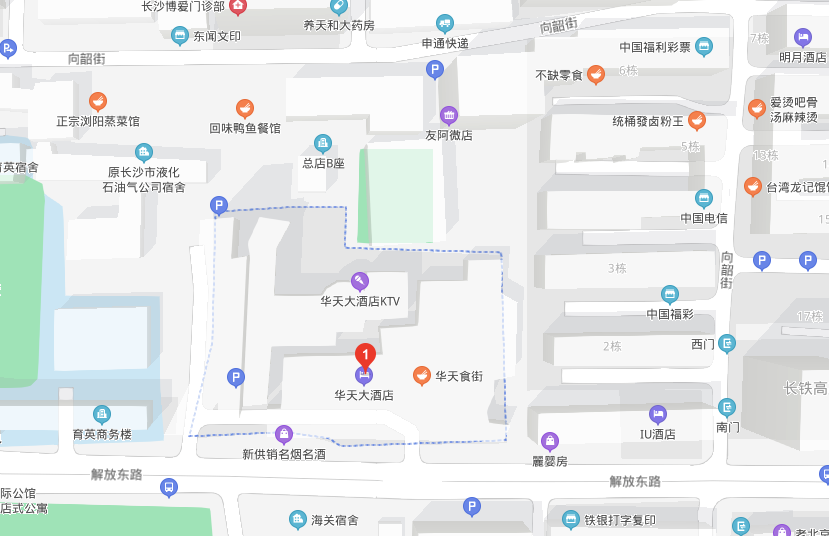 长沙博爱门诊部
养天和大药房
向韶街
申通快递
东闻文印
向韶街
中国福利彩票
7栋
明月酒店
不缺零食
6栋
正宗浏阳蒸菜馆
回味鸭鱼餐馆
友阿微店
统桶發卤粉王
爱烫吧骨
汤麻辣烫
总店B座
5栋
13栋
育英宿舍
原长沙市液化
石油气公司宿舍
台湾龙记馄饨
中国电信
15
向韶街
3栋
华天大酒店KTV
中国福彩
17栋
2栋
西门
1
华天食街
华天大酒店
长铁高
育英商务楼
IU酒店
南门
新供销名烟名酒
麗婴房
解放东路
解放东路
际公馆
店式公寓
海关宿舍
铁银打字复印
老北京